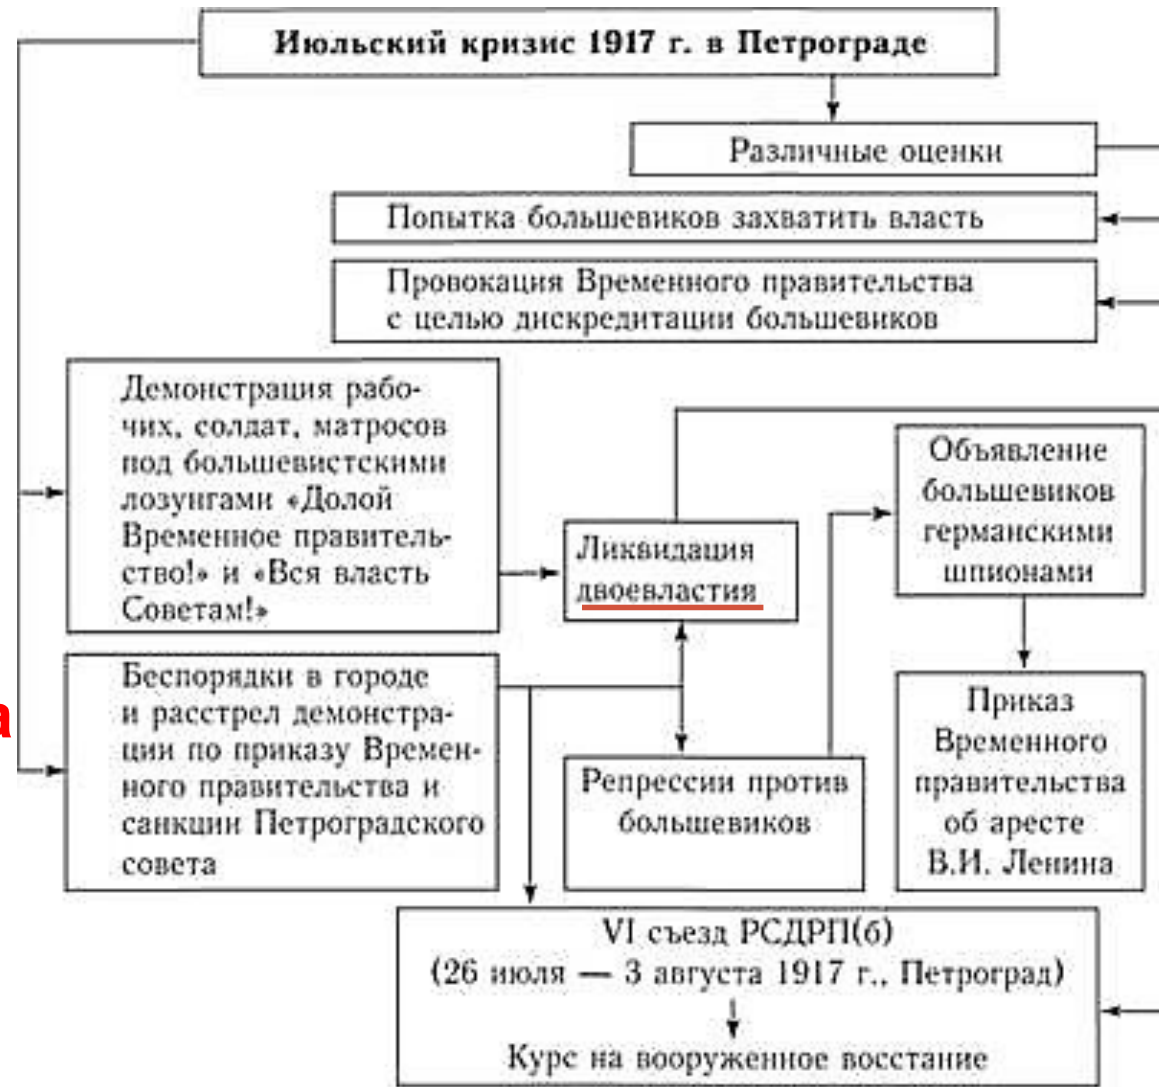 Июльский кризис 1917 г. в Петрограде
Различные оценки
Попытка большевиков захватить власть
Провокация Временного правительства
с целью дискредитации большевиков
Демонстрация рабо-
чих, солдат, матросов
под большевистскими
лозунгами «Долой
Временное правитель-
ство!» и «Вся власть
Советам!»
Ликвидация
двоевластия
Объявление
большевиков
германскими
шпионами
а
Беспорядки в городе
и расстрел демонстра-
ции по приказу Времен-
ного правительства и
санкции Петроградского
совета
Репрессии против
большевиков
Приказ
Временного
правительства
об аресте
В.И. Ленина
VI съезд РСДРП(б)
(26 июля — 3 августа 1917 г., Петроград)
Курс на вооруженное восстание